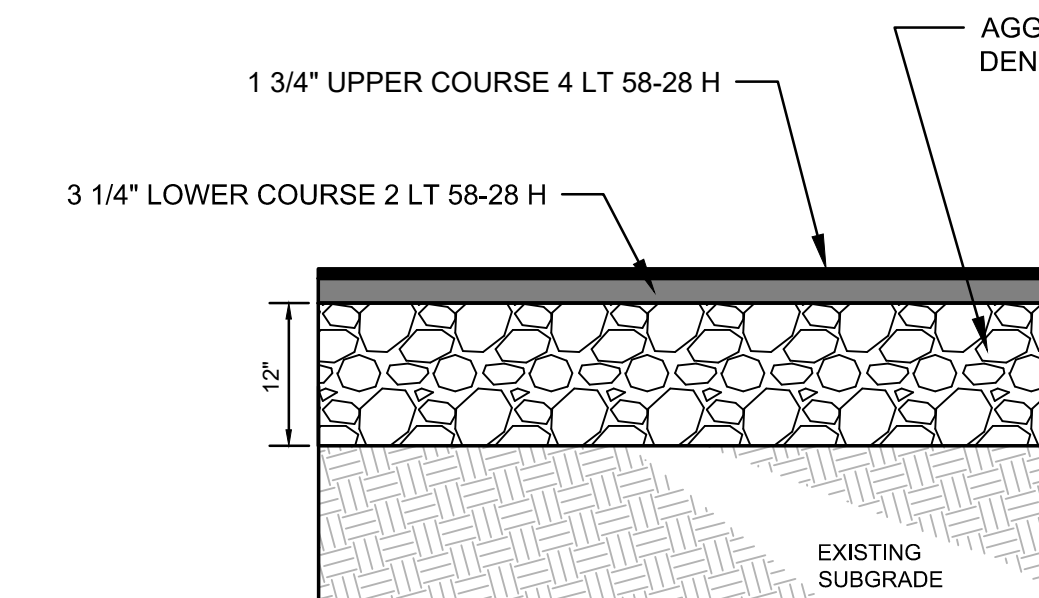 AGG
DEN
1 3/4" UPPER COURSE 4 LT 58-28 H
3 1/4" LOWER COURSE 2 LT 58-28 H
12"
EXISTING
SUBGRADE